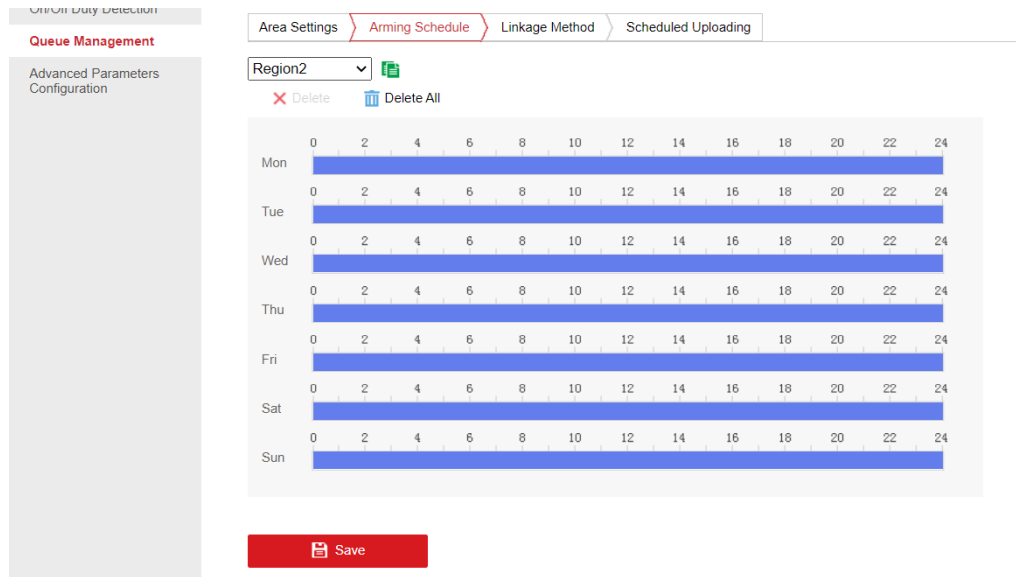 On/Off Duty Detection
Queue Management
Advanced Parameters
Configuration
Area Settings Arming Schedule Linkage Method Scheduled Uploading
Region2
Delete Delete All
0 2 4 6 8 10 12 14 16 18 20 22 24
Mon
0 2 4 6 8 10 12 14 16 18 20 22 24
Tue
0 2 4 6 8 10 12 14 16 18 20 22 24
Wed
0 2 4 6 8 10 12 14 16 18 20 22 24
Thu
0 2 4 6 8 10 12 14 16 18 20 22 24
Fri
0 2 4 6 8 10 12 14 16 18 20 22 24
Sat
0 2 4 6 8 10 12 14 16 18 20 22 24
Sun
Save